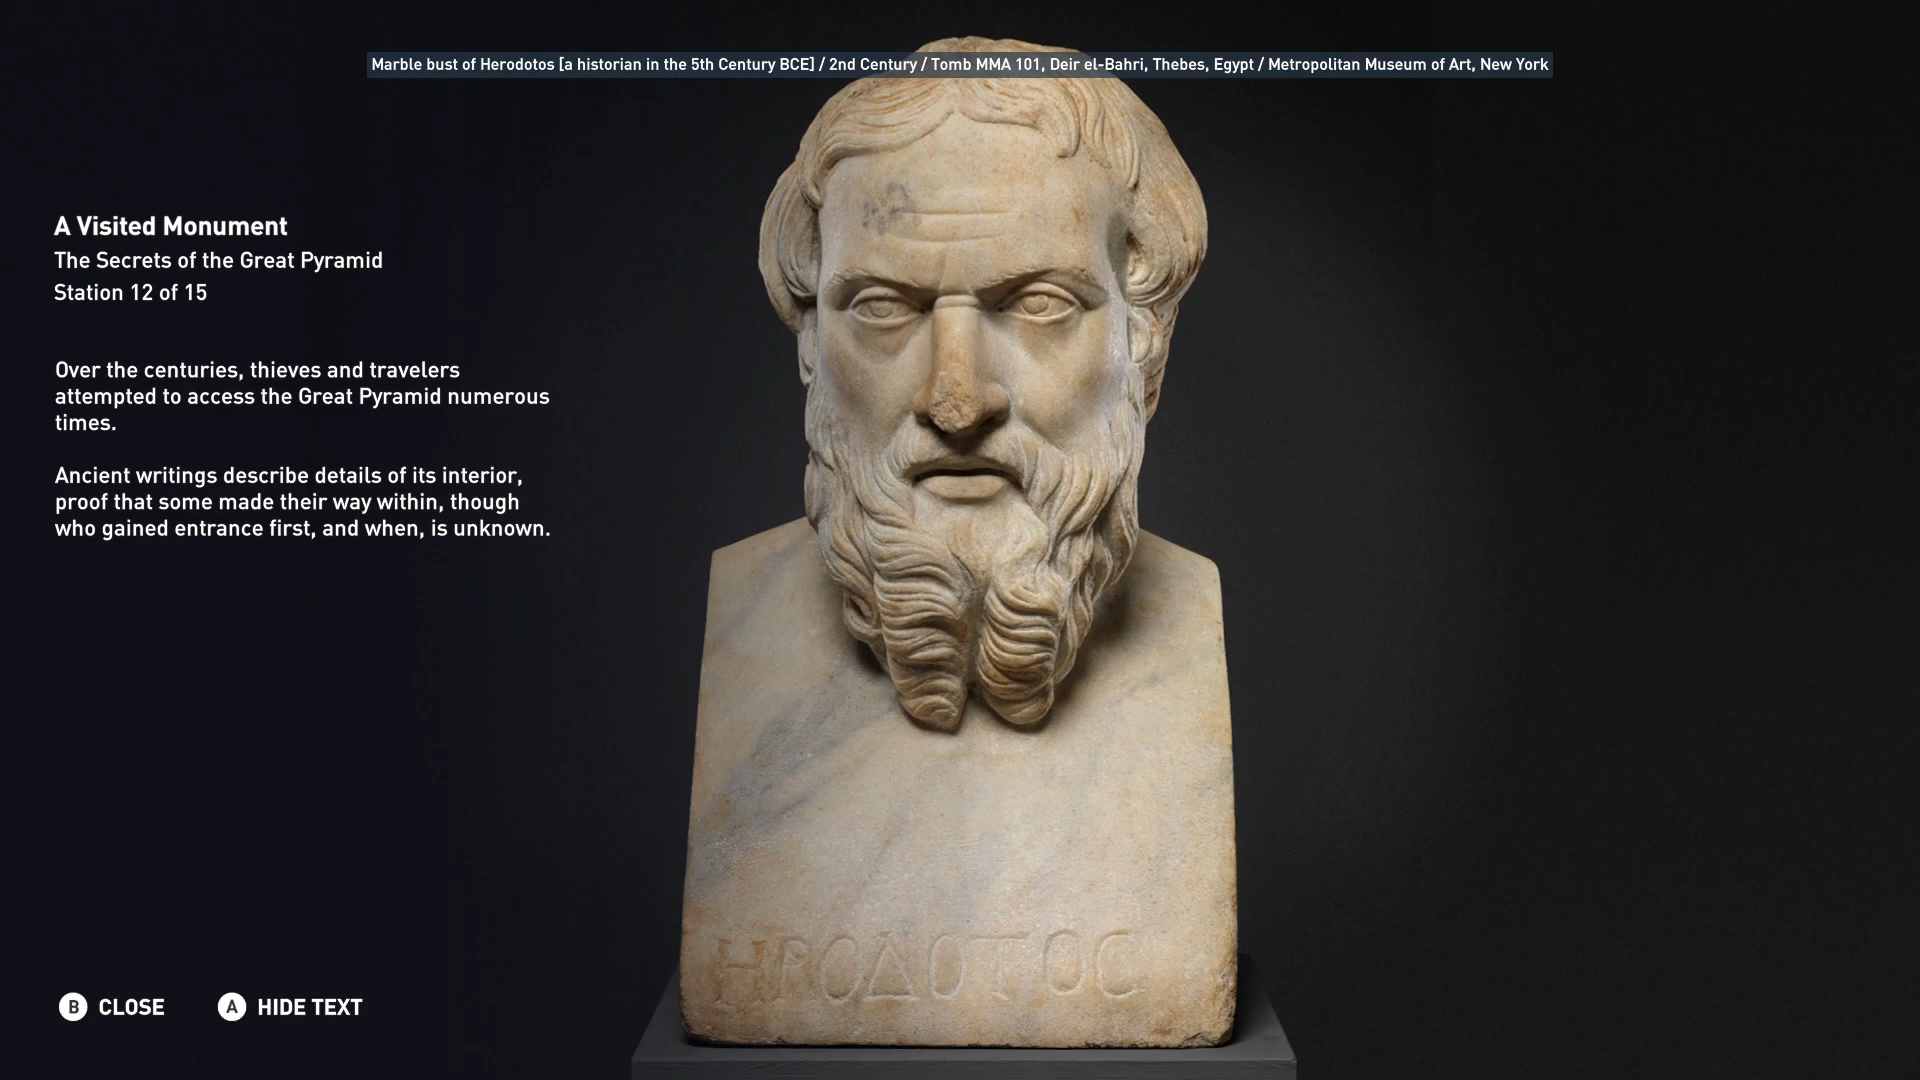 Marble bust of Herodotos [a historian in the 5th Century BCE] / 2nd Century / Tomb MMA 101, Deir el-Bahri, Thebes, Egypt / Metropolitan Museum of Art, New York
A Visited Monument
The Secrets of the Great Pyramid
Station 12 of 15
Over the centuries, thieves and travelers
attempted to access the Great Pyramid numerous
times.
Ancient writings describe details of its interior,
proof that some made their way within, though
who gained entrance first, and when, is unknown.
ΗΡΟΔΟΤΟC
B CLOSE A HIDE TEXT